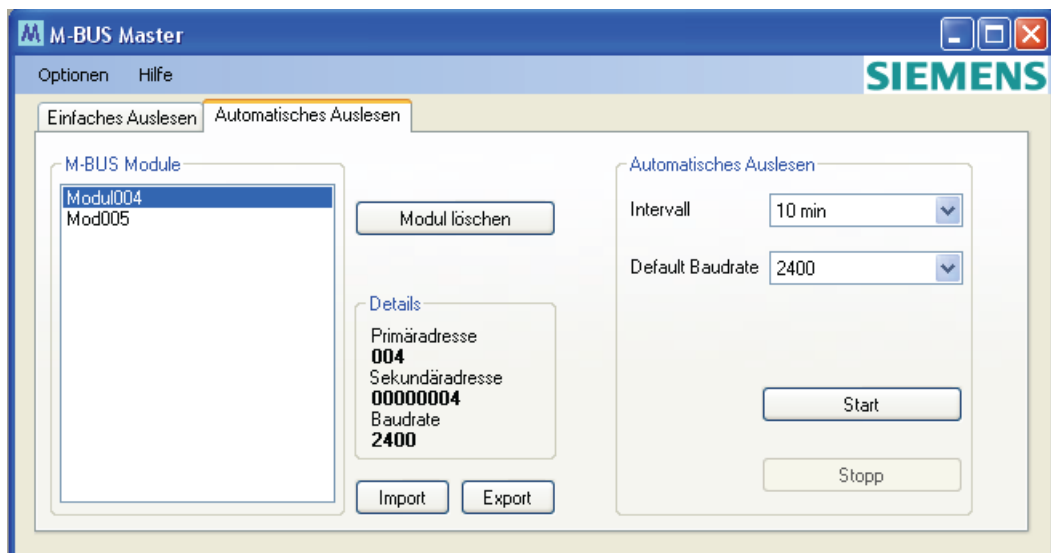 M-BUS Master
Optionen Hilfe
SIEMENS
Einfaches Auslesen Automatisches Auslesen
M-BUS Module
Modul004
Mod005
Modul löschen
Details
Primäradresse
004
Sekundäradresse
00000004
Baudrate
2400
Import Export
Automatisches Auslesen
Intervall 10 min
Default Baudrate 2400
Start
Stopp